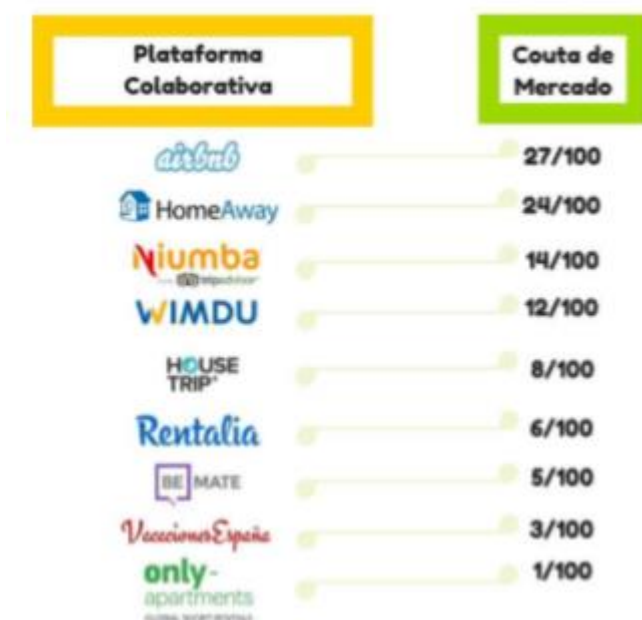 Plataforma
Colaborativa
Couta de
Mercado
airbnb
27/100
HomeAway
24/100
Niumba
tripadvisor
14/100
WIMDU
12/100
HOUSE
TRIP
8/100
Rentalia
6/100
BE MATE
5/100
VacacionesEspaña
3/100
only-
apartments
1/100